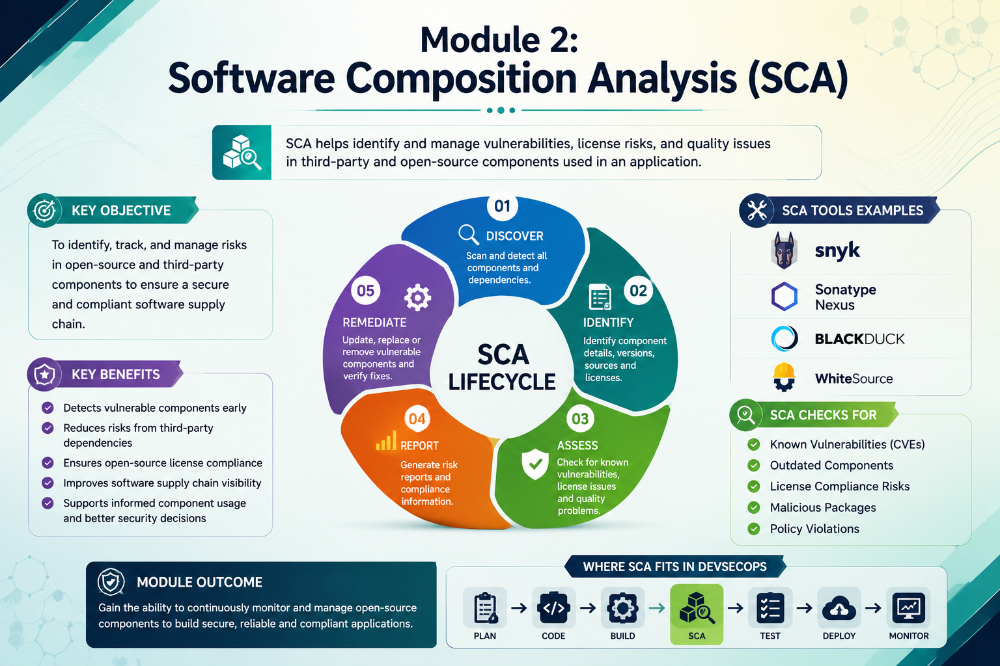 Module 2:
Software Composition Analysis (SCA)
SCA helps identify and manage vulnerabilities, license risks, and quality issues
in third-party and open-source components used in an application.
KEY OBJECTIVE
To identify, track, and manage risks
in open-source and third-party
components to ensure a secure
and compliant software supply
chain.
KEY BENEFITS
Detects vulnerable components early
Reduces risks from third-party
dependencies
Ensures open-source license compliance
Improves software supply chain visibility
Supports informed component usage
and better security decisions
SCA
LIFECYCLE
01
DISCOVER
Scan and detect all
components and
dependencies.
02
IDENTIFY
Identify component
details, versions,
sources and
licenses.
03
ASSESS
Check for known
vulnerabilities,
license issues
and quality
problems.
04
REPORT
Generate risk
reports and
compliance
information.
05
REMEDIATE
Update, replace or
remove vulnerable
components and
verify fixes.
SCA TOOLS EXAMPLES
snyk
Sonatype
Nexus
BLACKDUCK
WhiteSource
SCA CHECKS FOR
Known Vulnerabilities (CVEs)
Outdated Components
License Compliance Risks
Malicious Packages
Policy Violations
MODULE OUTCOME
Gain the ability to continuously monitor and manage open-source
components to build secure, reliable and compliant applications.
WHERE SCA FITS IN DEVSECOPS
PLAN
CODE
BUILD
SCA
TEST
DEPLOY
MONITOR